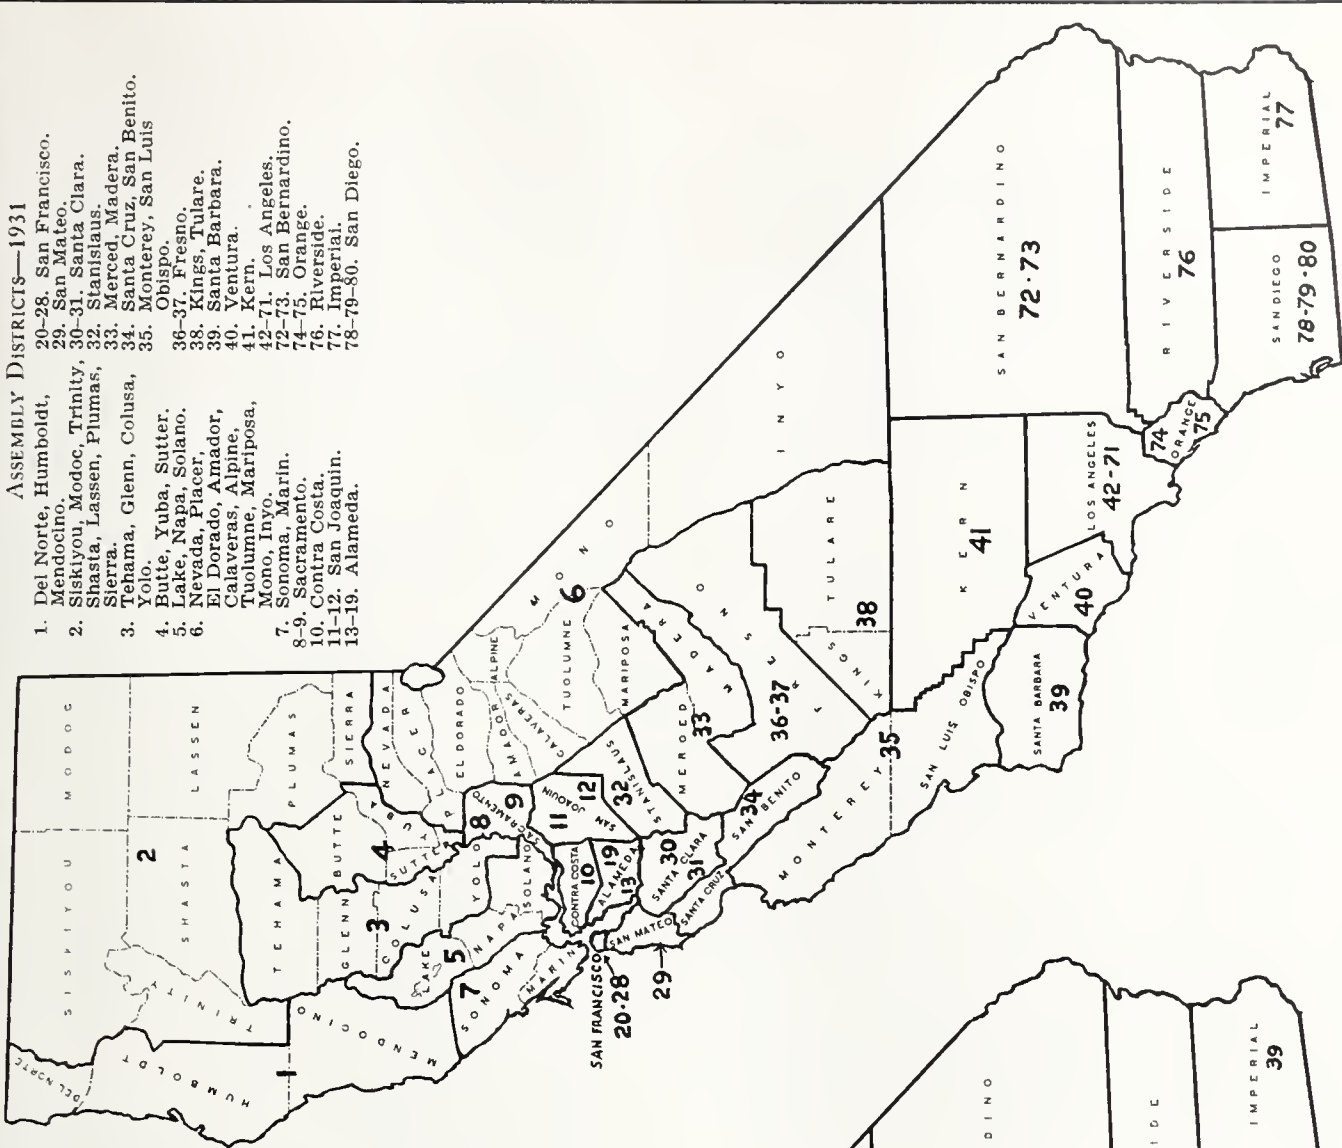 ASSEMBLY DISTRICTS—1931
1. Del Norte, Humboldt,
Mendocino.
2. Siskiyou, Modoc, Trinity,
Shasta, Lassen, Plumas,
Sierra.
3. Tehama, Glenn, Colusa,
Yolo.
4. Butte, Yuba, Sutter.
5. Lake, Napa, Solano.
6. Nevada, Placer,
El Dorado, Amador,
Calaveras, Alpine,
Tuolumne, Mariposa,
Mono, Inyo.
7. Sonoma, Marin.
8-9. Sacramento.
10. Contra Costa.
11-12. San Joaquin.
13-19. Alameda.
20-28. San Francisco.
29. San Mateo.
30-31. Santa Clara.
32. Stanislaus.
33. Merced, Madera.
34. Santa Cruz, San Benito.
35. Monterey, San Luis
Obispo.
36-37. Fresno.
38. Kings, Tulare.
39. Santa Barbara.
40. Ventura.
41. Kern.
42-71. Los Angeles.
72-73. San Bernardino.
74-75. Orange.
76. Riverside.
77. Imperial.
78-79-80. San Diego.
DEL NORTE
SISKIYOU
MODOC
HUMBOLDT
TRINITY
SHASTA
2
LASSEN
1
TEHAMA
PLUMAS
MENDOCINO
GLENN
BUTTE
SIERRA
3
COLUSA
4
SUTTER
YUBA
NEVADA
LAKE
5
PLACER
7
SONOMA
NAPA
YOLO
8
EL DORADO
MARIN
SOLANO
SACRAMENTO
9
AMADOR
ALPINE
CONTRA COSTA
10
11
SAN JOAQUIN
12
CALAVERAS
SAN FRANCISCO
20·28
ALAMEDA
13
19
TUOLUMNE
6
MONO
29
SAN MATEO
SANTA CLARA
30
31
STANISLAUS
32
MARIPOSA
SANTA CRUZ
MERCED
33
MADERA
34
SAN BENITO
36-37
FRESNO
MONTEREY
35
KINGS
38
TULARE
INYO
SAN LUIS OBISPO
KERN
41
SANTA BARBARA
39
VENTURA
40
LOS ANGELES
42-71
SAN BERNARDINO
72·73
74
ORANGE
75
RIVERSIDE
76
SAN DIEGO
78-79·80
IMPERIAL
77
DINO
IDE
IMPERIAL
39